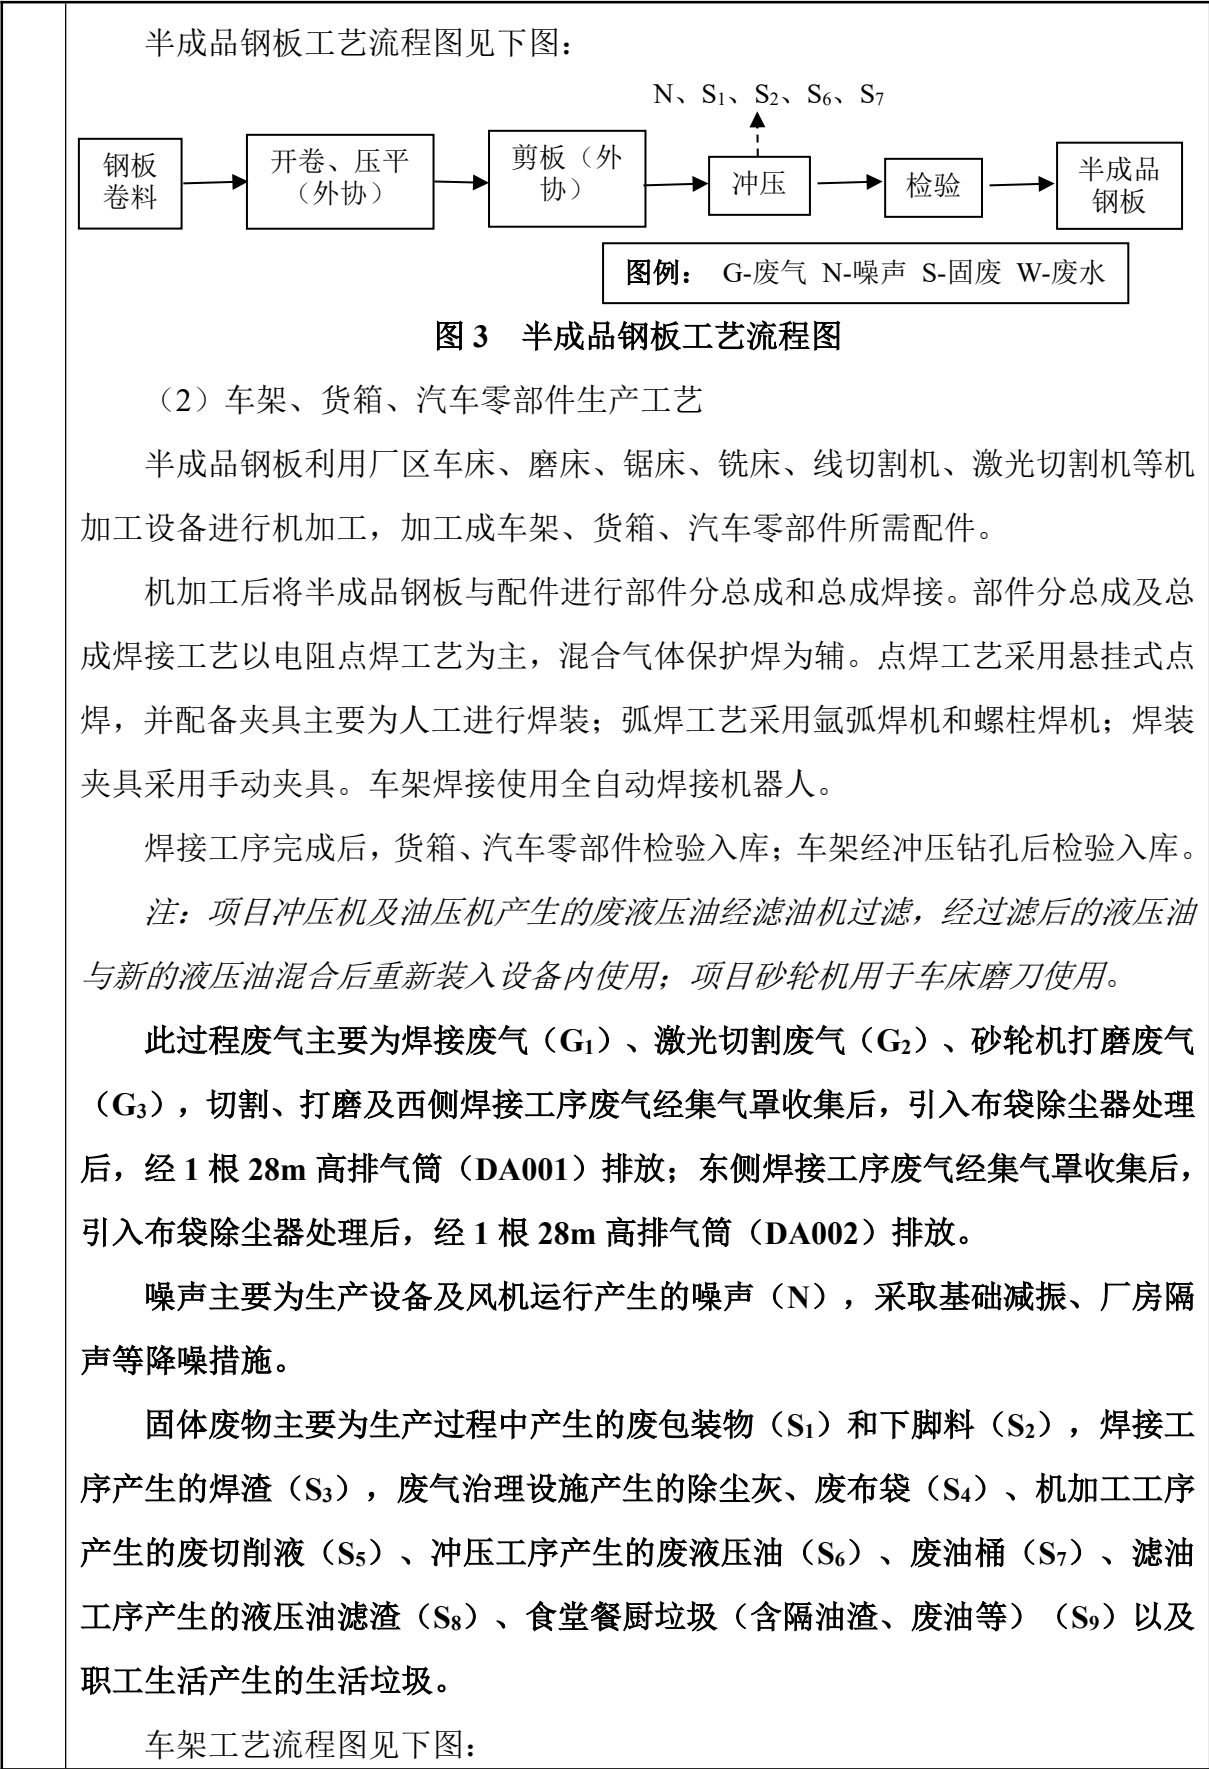 半成品钢板工艺流程图见下图：
N、S₁、S₂、S₆、S₇
钢板
卷料
开卷、压平
（外协）
剪板（外
协）
冲压
检验
半成品
钢板
图例： G-废气 N-噪声 S-固废 W-废水
图 3 半成品钢板工艺流程图
（2）车架、货箱、汽车零部件生产工艺
半成品钢板利用厂区车床、磨床、锯床、铣床、线切割机、激光切割机等机
加工设备进行机加工，加工成车架、货箱、汽车零部件所需配件。
机加工后将半成品钢板与配件进行部件分总成和总成焊接。部件分总成及总
成焊接工艺以电阻点焊工艺为主，混合气体保护焊为辅。点焊工艺采用悬挂式点
焊，并配备夹具主要为人工进行焊装；弧焊工艺采用氩弧焊机和螺柱焊机；焊装
夹具采用手动夹具。车架焊接使用全自动焊接机器人。
焊接工序完成后，货箱、汽车零部件检验入库；车架经冲压钻孔后检验入库。
注：项目冲压机及油压机产生的废液压油经滤油机过滤，经过滤后的液压油
与新的液压油混合后重新装入设备内使用；项目砂轮机用于车床磨刀使用。
此过程废气主要为焊接废气（G₁）、激光切割废气（G₂）、砂轮机打磨废气
（G₃），切割、打磨及西侧焊接工序废气经集气罩收集后，引入布袋除尘器处理
后，经 1 根 28m 高排气筒（DA001）排放；东侧焊接工序废气经集气罩收集后，
引入布袋除尘器处理后，经 1 根 28m 高排气筒（DA002）排放。
噪声主要为生产设备及风机运行产生的噪声（N），采取基础减振、厂房隔
声等降噪措施。
固体废物主要为生产过程中产生的废包装物（S₁）和下脚料（S₂），焊接工
序产生的焊渣（S₃），废气治理设施产生的除尘灰、废布袋（S₄）、机加工工序
产生的废切削液（S₅）、冲压工序产生的废液压油（S₆）、废油桶（S₇）、滤油
工序产生的液压油滤渣（S₈）、食堂餐厨垃圾（含隔油渣、废油等）（S₉）以及
职工生活产生的生活垃圾。
车架工艺流程图见下图：